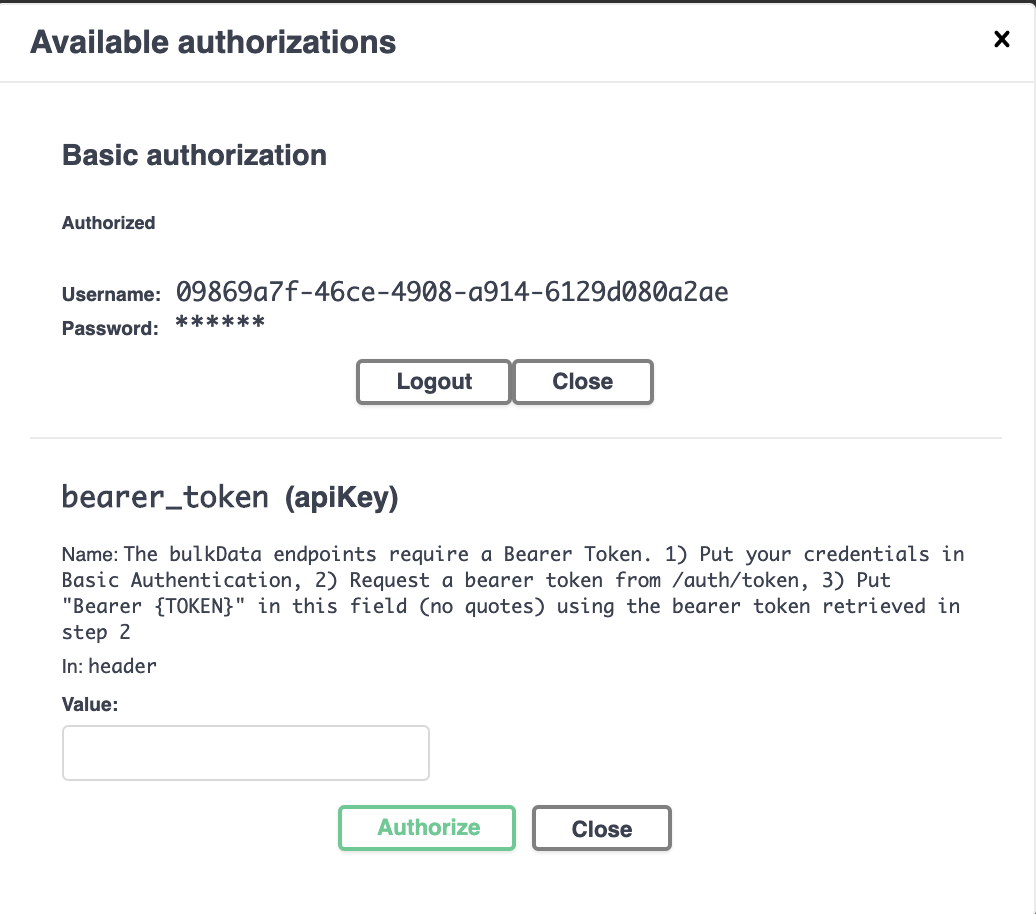 Available authorizations
Basic authorization
Authorized
Username: 09869a7f-46ce-4908-a914-6129d080a2ae
Password: ******
Logout Close
bearer_token (apiKey)
Name: The bulkData endpoints require a Bearer Token. 1) Put your credentials in
Basic Authentication, 2) Request a bearer token from /auth/token, 3) Put
"Bearer {TOKEN}" in this field (no quotes) using the bearer token retrieved in
step 2
In: header
Value:
Authorize Close